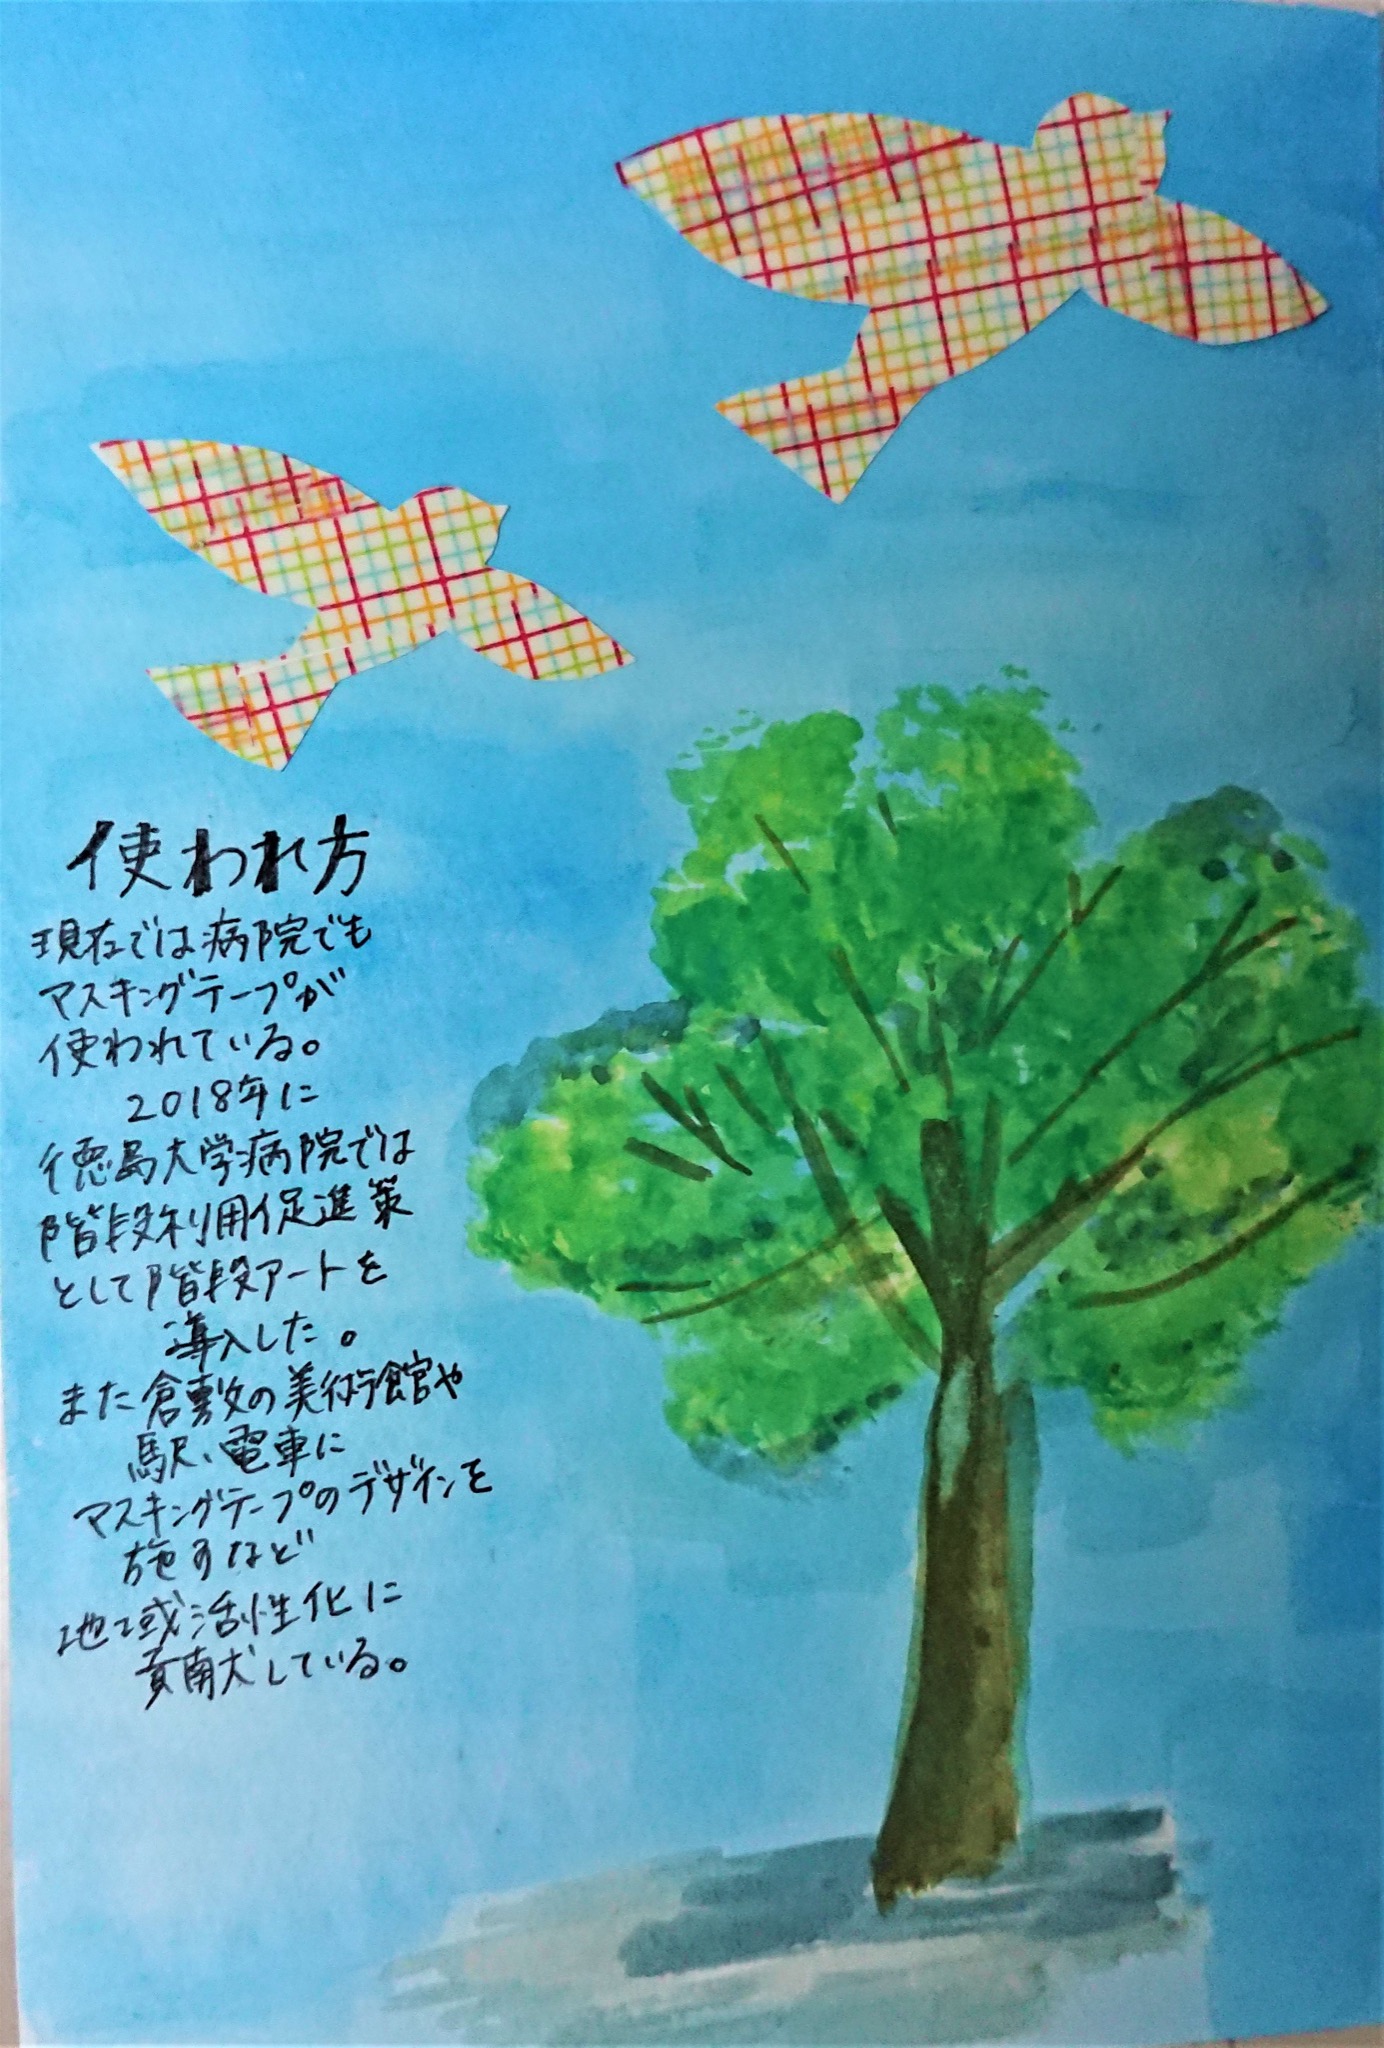 使われ方
現在では病院でも
マスキングテープが
使われている。
2018年に
徳島大学病院では
階段利用促進策
として階段アートを
導入した。
また倉敷の美術館や
駅、電車に
マスキングテープのデザインを
施すなど
地域活性化に
貢献している。